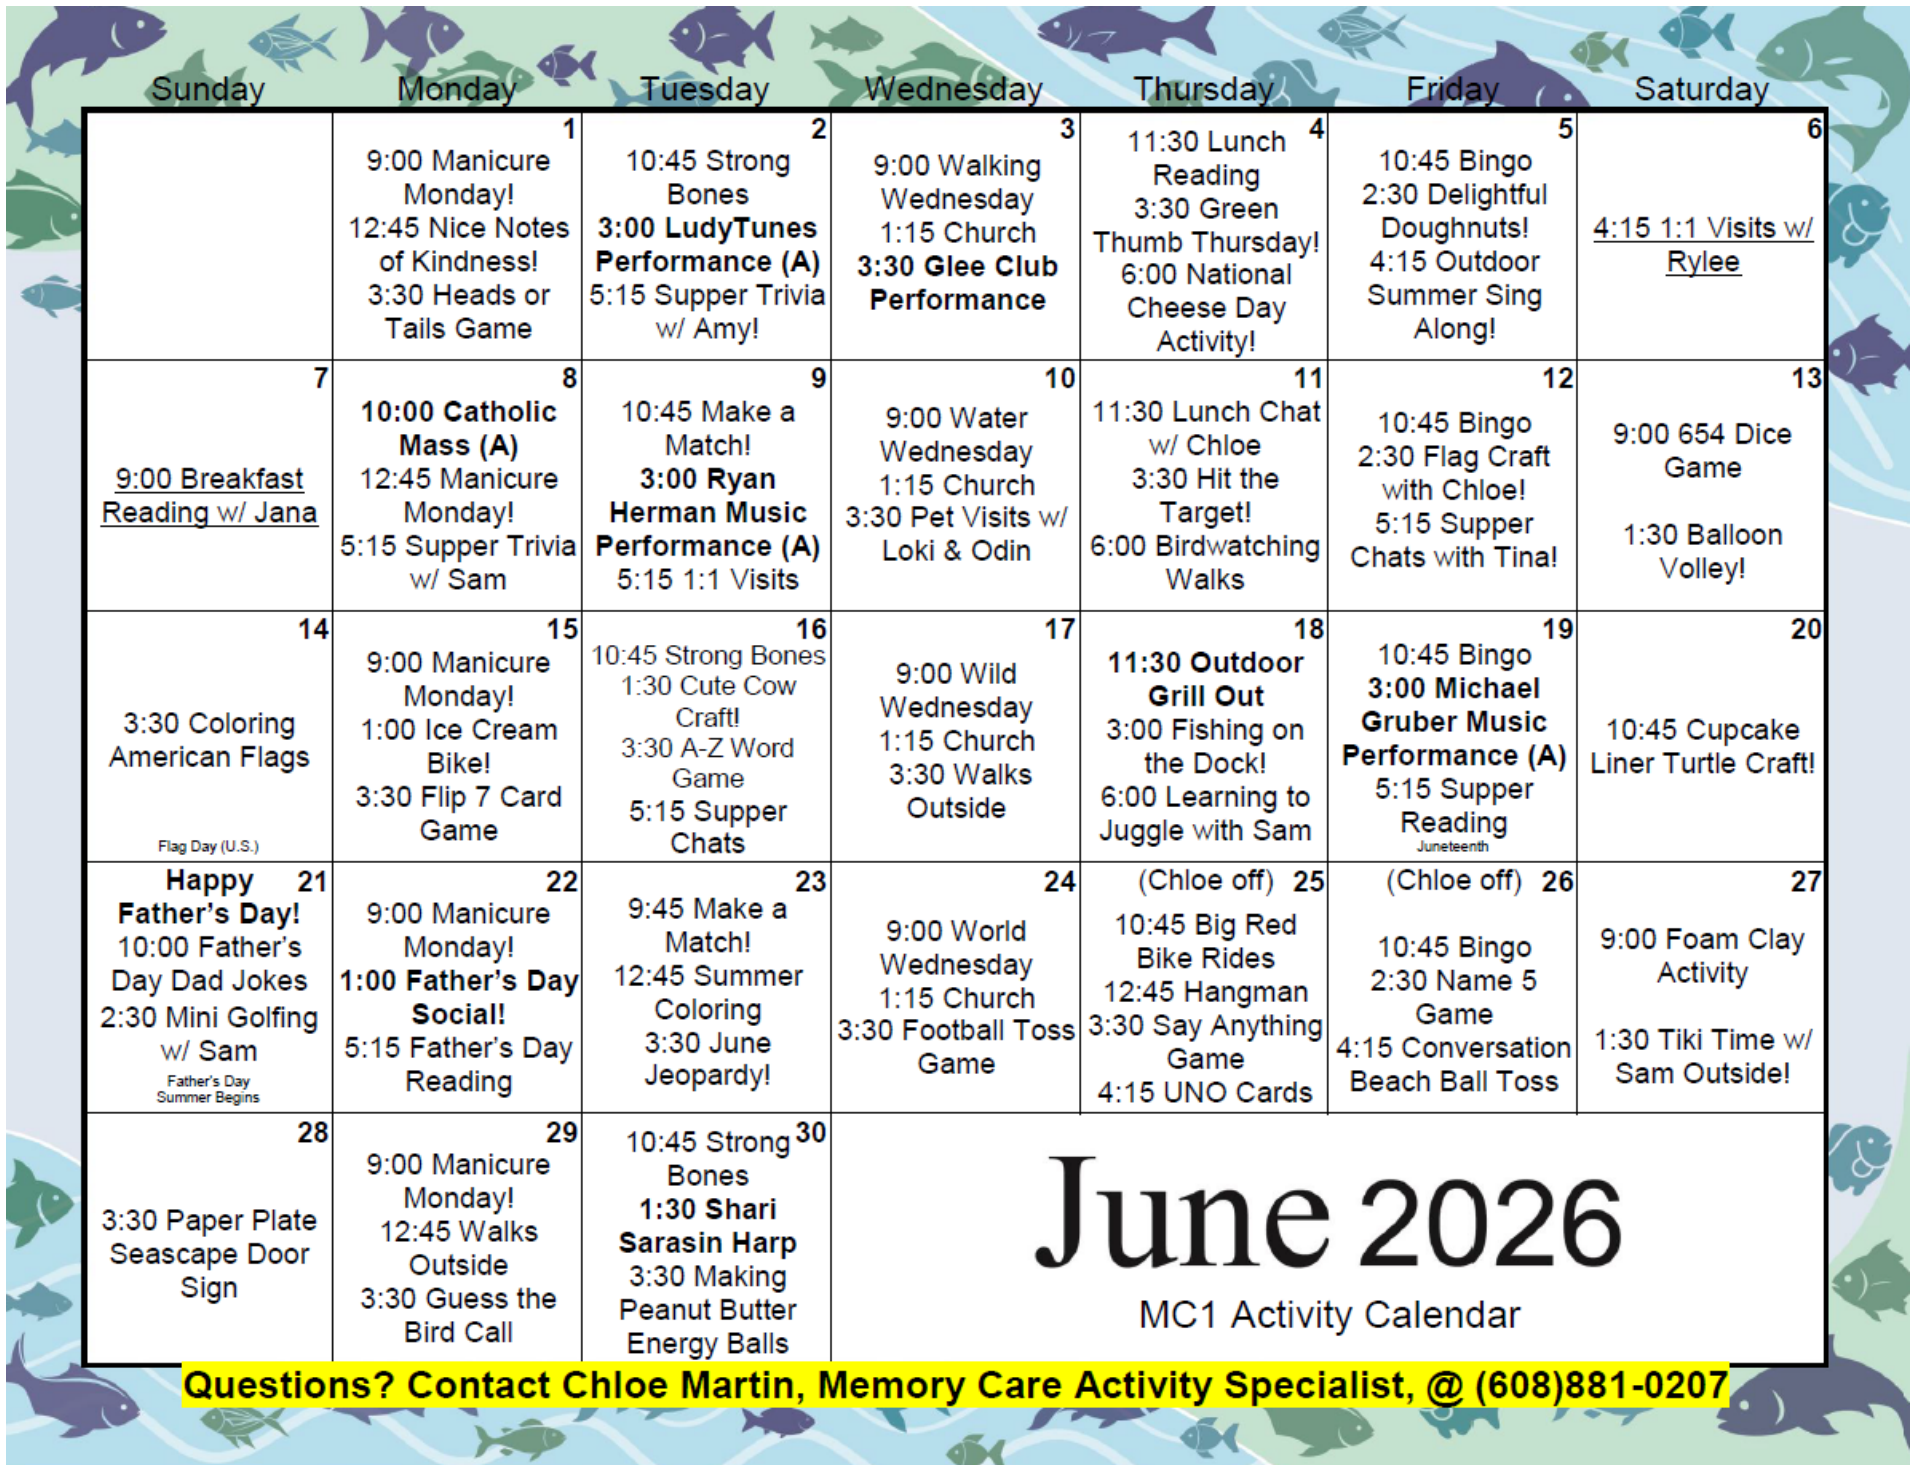 Sunday Monday Tuesday Wednesday Thursday Friday Saturday
1
9:00 Manicure
Monday!
12:45 Nice Notes
of Kindness!
3:30 Heads or
Tails Game
2
10:45 Strong
Bones
3:00 LudyTunes
Performance (A)
5:15 Supper Trivia
w/ Amy!
3
9:00 Walking
Wednesday
1:15 Church
3:30 Glee Club
Performance
4
11:30 Lunch
Reading
3:30 Green
Thumb Thursday!
6:00 National
Cheese Day
Activity!
5
10:45 Bingo
2:30 Delightful
Doughnuts!
4:15 Outdoor
Summer Sing
Along!
6
4:15 1:1 Visits w/
Rylee
7
9:00 Breakfast
Reading w/ Jana
8
10:00 Catholic
Mass (A)
12:45 Manicure
Monday!
5:15 Supper Trivia
w/ Sam
9
10:45 Make a
Match!
3:00 Ryan
Herman Music
Performance (A)
5:15 1:1 Visits
10
9:00 Water
Wednesday
1:15 Church
3:30 Pet Visits w/
Loki & Odin
11
11:30 Lunch Chat
w/ Chloe
3:30 Hit the
Target!
6:00 Birdwatching
Walks
12
10:45 Bingo
2:30 Flag Craft
with Chloe!
5:15 Supper
Chats with Tina!
13
9:00 654 Dice
Game
1:30 Balloon
Volley!
14
3:30 Coloring
American Flags
Flag Day (U.S.)
15
9:00 Manicure
Monday!
1:00 Ice Cream
Bike!
3:30 Flip 7 Card
Game
16
10:45 Strong Bones
1:30 Cute Cow
Craft!
3:30 A-Z Word
Game
5:15 Supper
Chats
17
9:00 Wild
Wednesday
1:15 Church
3:30 Walks
Outside
18
11:30 Outdoor
Grill Out
3:00 Fishing on
the Dock!
6:00 Learning to
Juggle with Sam
19
10:45 Bingo
3:00 Michael
Gruber Music
Performance (A)
5:15 Supper
Reading
Juneteenth
20
10:45 Cupcake
Liner Turtle Craft!
Happy 21
Father's Day!
10:00 Father's
Day Dad Jokes
2:30 Mini Golfing
w/ Sam
Father's Day
Summer Begins
22
9:00 Manicure
Monday!
1:00 Father's Day
Social!
5:15 Father's Day
Reading
23
9:45 Make a
Match!
12:45 Summer
Coloring
3:30 June
Jeopardy!
24
9:00 World
Wednesday
1:15 Church
3:30 Football Toss
Game
(Chloe off) 25
10:45 Big Red
Bike Rides
12:45 Hangman
3:30 Say Anything
Game
4:15 UNO Cards
(Chloe off) 26
10:45 Bingo
2:30 Name 5
Game
4:15 Conversation
Beach Ball Toss
27
9:00 Foam Clay
Activity
1:30 Tiki Time w/
Sam Outside!
28
3:30 Paper Plate
Seascape Door
Sign
29
9:00 Manicure
Monday!
12:45 Walks
Outside
3:30 Guess the
Bird Call
30
10:45 Strong
Bones
1:30 Shari
Sarasin Harp
3:30 Making
Peanut Butter
Energy Balls
June 2026
MC1 Activity Calendar
Questions? Contact Chloe Martin, Memory Care Activity Specialist, @ (608)881-0207